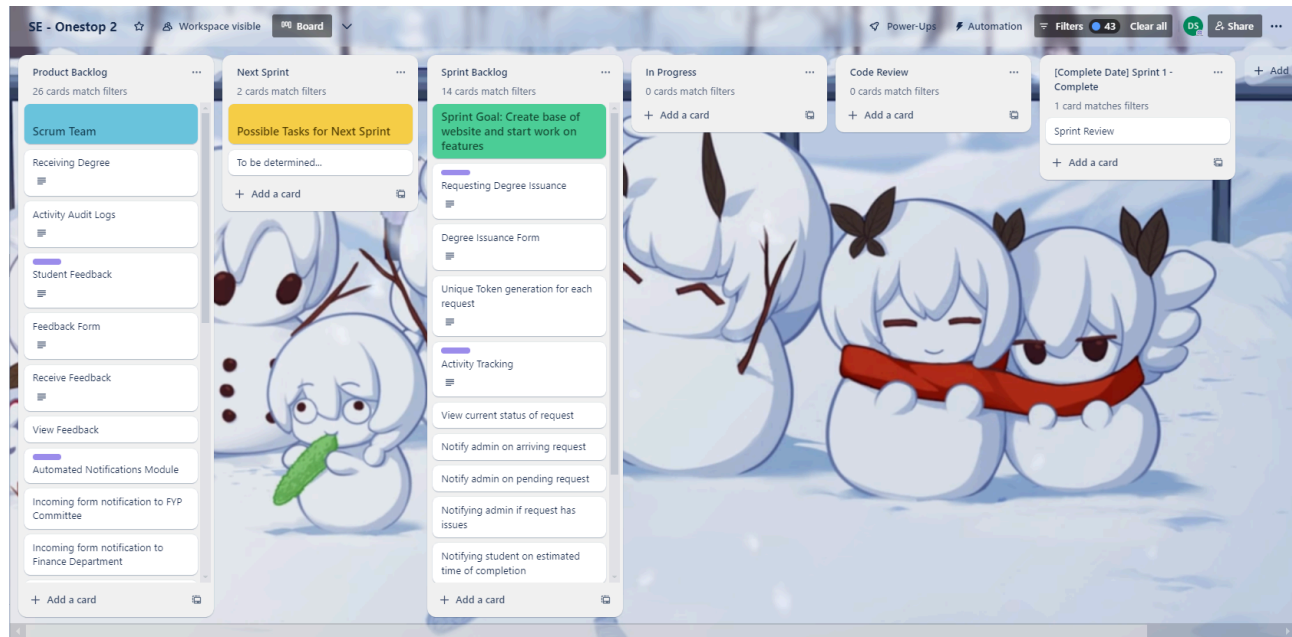 SE - Onestop 2
Workspace visible
Board
Power-Ups
Automation
Filters
43
Clear all
DS
Share
Product Backlog
26 cards match filters
Scrum Team
Receiving Degree
Activity Audit Logs
Student Feedback
Feedback Form
Receive Feedback
View Feedback
Automated Notifications Module
Incoming form notification to FYP
Committee
Incoming form notification to
Finance Department
+ Add a card
Next Sprint
2 cards match filters
Possible Tasks for Next Sprint
To be determined...
+ Add a card
Sprint Backlog
14 cards match filters
Sprint Goal: Create base of
website and start work on
features
Requesting Degree Issuance
Degree Issuance Form
Unique Token generation for each
request
Activity Tracking
View current status of request
Notify admin on arriving request
Notify admin on pending request
Notifying admin if request has
issues
Notifying student on estimated
time of completion
+ Add a card
In Progress
0 cards match filters
+ Add a card
Code Review
0 cards match filters
+ Add a card
[Complete Date] Sprint 1 -
Complete
1 card matches filters
Sprint Review
+ Add a card
+ Add